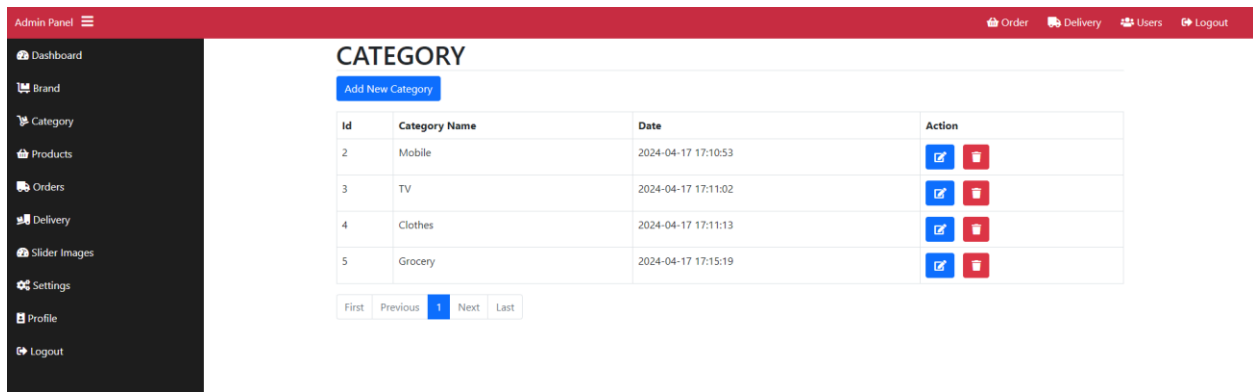 Admin Panel Order Delivery Users Logout
Dashboard
Brand
Category
Products
Orders
Delivery
Slider Images
Settings
Profile
Logout
CATEGORY
Add New Category
Id Category Name Date Action
2 Mobile 2024-04-17 17:10:53
3 TV 2024-04-17 17:11:02
4 Clothes 2024-04-17 17:11:13
5 Grocery 2024-04-17 17:15:19
First Previous 1 Next Last